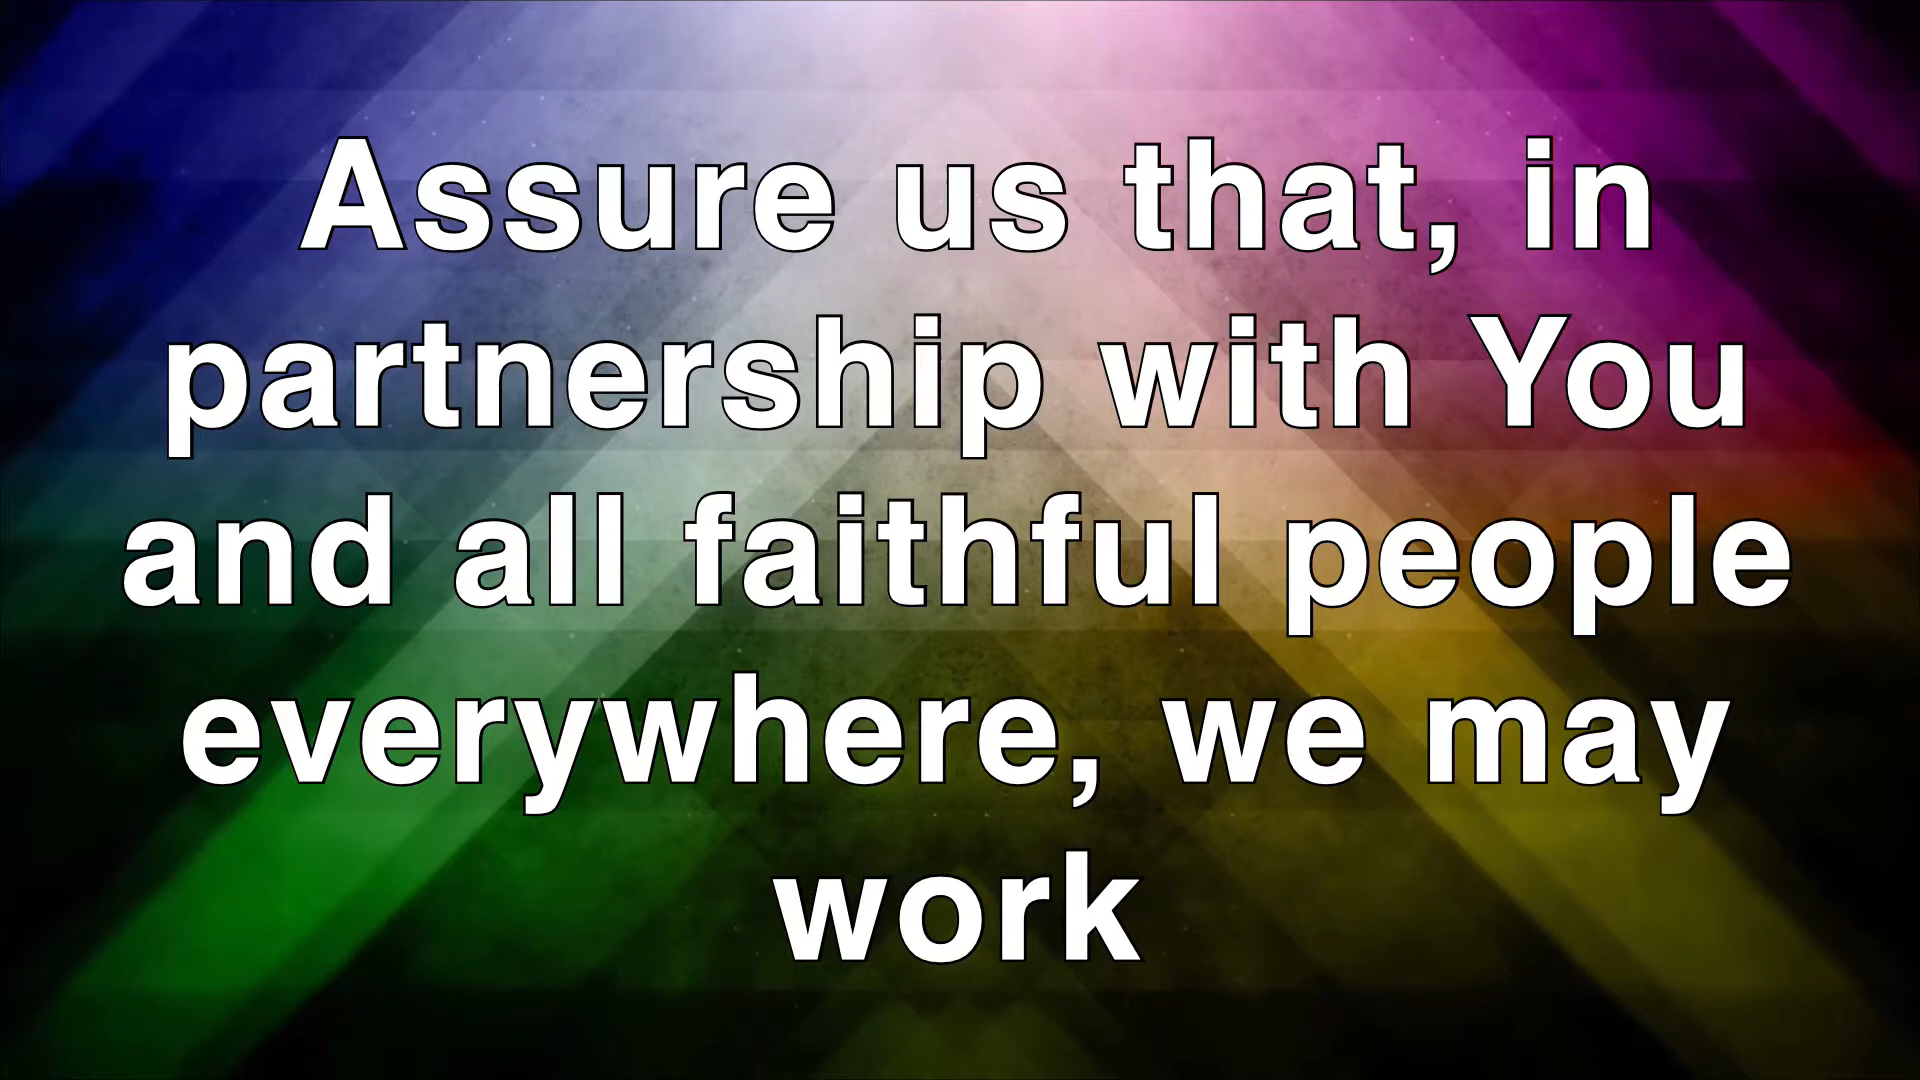 Assure us that, in
partnership with You
and all faithful people
everywhere, we may
work